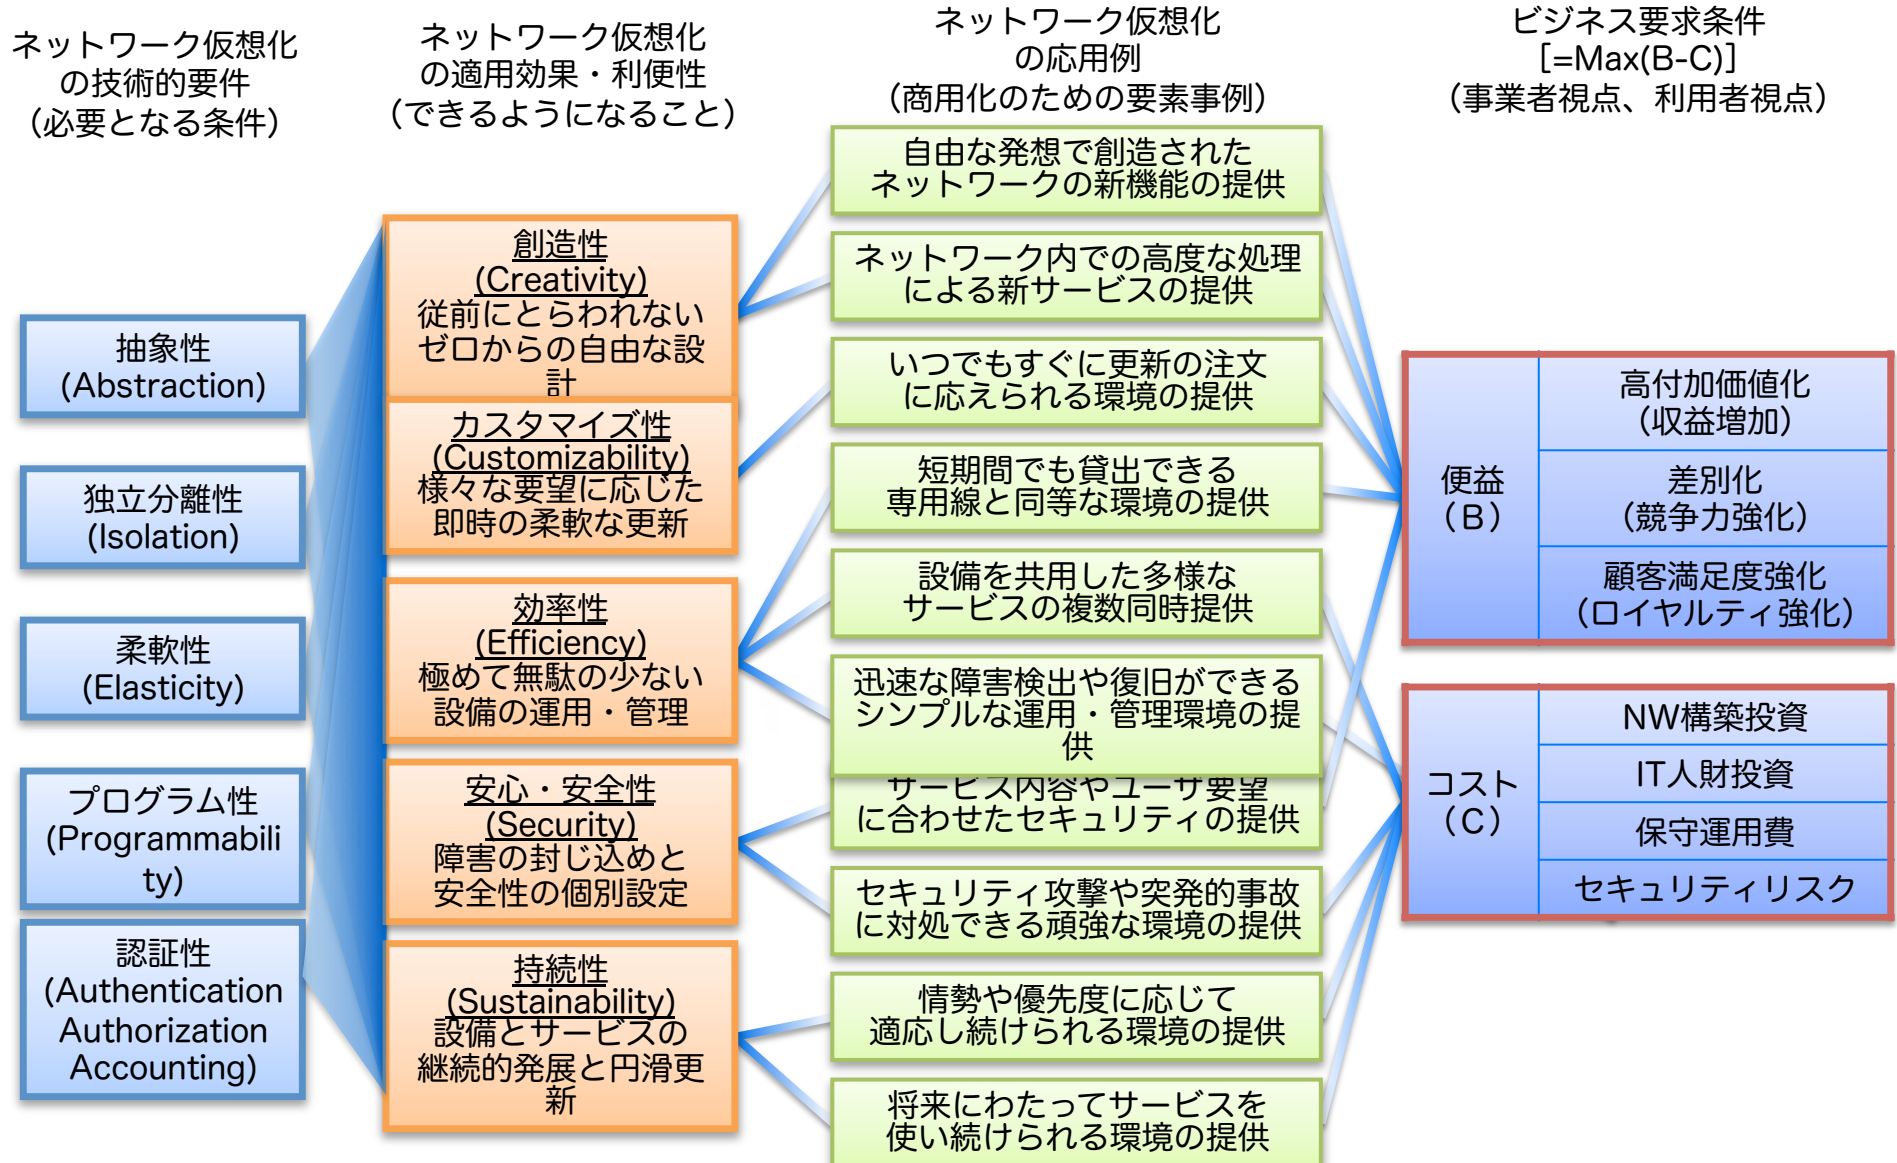 ネットワーク仮想化
の技術的要件
（必要となる条件）
ネットワーク仮想化
の適用効果・利便性
（できるようになること）
ネットワーク仮想化
の応用例
（商用化のための要素事例）
ビジネス要求条件
［=Max(B-C)］
（事業者視点、利用者視点）
抽象性
(Abstraction)
独立分離性
(Isolation)
柔軟性
(Elasticity)
プログラム性
(Programmabili
ty)
認証性
(Authentication
Authorization
Accounting)
創造性
(Creativity)
従前にとらわれない
ゼロからの自由な設
計
カスタマイズ性
(Customizability)
様々な要望に応じた
即時の柔軟な更新
効率性
(Efficiency)
極めて無駄の少ない
設備の運用・管理
安心・安全性
(Security)
障害の封じ込めと
安全性の個別設定
持続性
(Sustainability)
設備とサービスの
継続的発展と円滑更
新
自由な発想で創造された
ネットワークの新機能の提供
ネットワーク内での高度な処理
による新サービスの提供
いつでもすぐに更新の注文
に応えられる環境の提供
短期間でも貸出できる
専用線と同等な環境の提供
設備を共用した多様な
サービスの複数同時提供
迅速な障害検出や復旧ができる
シンプルな運用・管理環境の提
供
サービス内容やユーザ要望
に合わせたセキュリティの提供
セキュリティ攻撃や突発的事故
に対処できる頑強な環境の提供
情勢や優先度に応じて
適応し続けられる環境の提供
将来にわたってサービスを
使い続けられる環境の提供
便益
（B）
高付加価値化
（収益増加）
差別化
（競争力強化）
顧客満足度強化
（ロイヤルティ強化）
コスト
（C）
NW構築投資
IT人財投資
保守運用費
セキュリティリスク